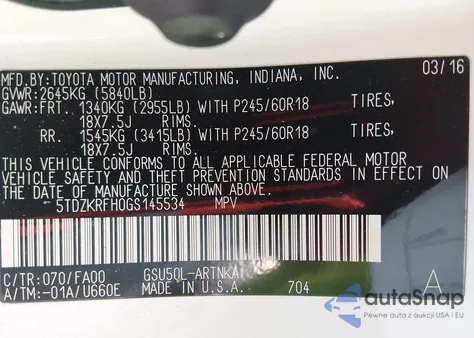 MFD.BY:TOYOTA MOTOR MANUFACTURING, INDIANA, INC. 03/16
GVWR:2645KG (5840LB)
GAWR:FRT. 1340KG (2955LB) WITH P245/60R18 TIRES,
18X7.5J RIMS.
RR. 1545KG (3415LB) WITH P245/60R18 TIRES,
18X7.5J RIMS.
THIS VEHICLE CONFORMS TO ALL APPLICABLE FEDERAL MOTOR
VEHICLE SAFETY AND THEFT PREVENTION STANDARDS IN EFFECT ON THE
DATE OF MANUFACTURE SHOWN ABOVE.
5TDZKRFH0GS145534 MPV
C/TR:070/FA00 GSU50L-ARTNKA A
A/TM:-01A/U660E MADE IN U.S.A. 704
autoSnap
Pewne auta z aukcji USA i EU